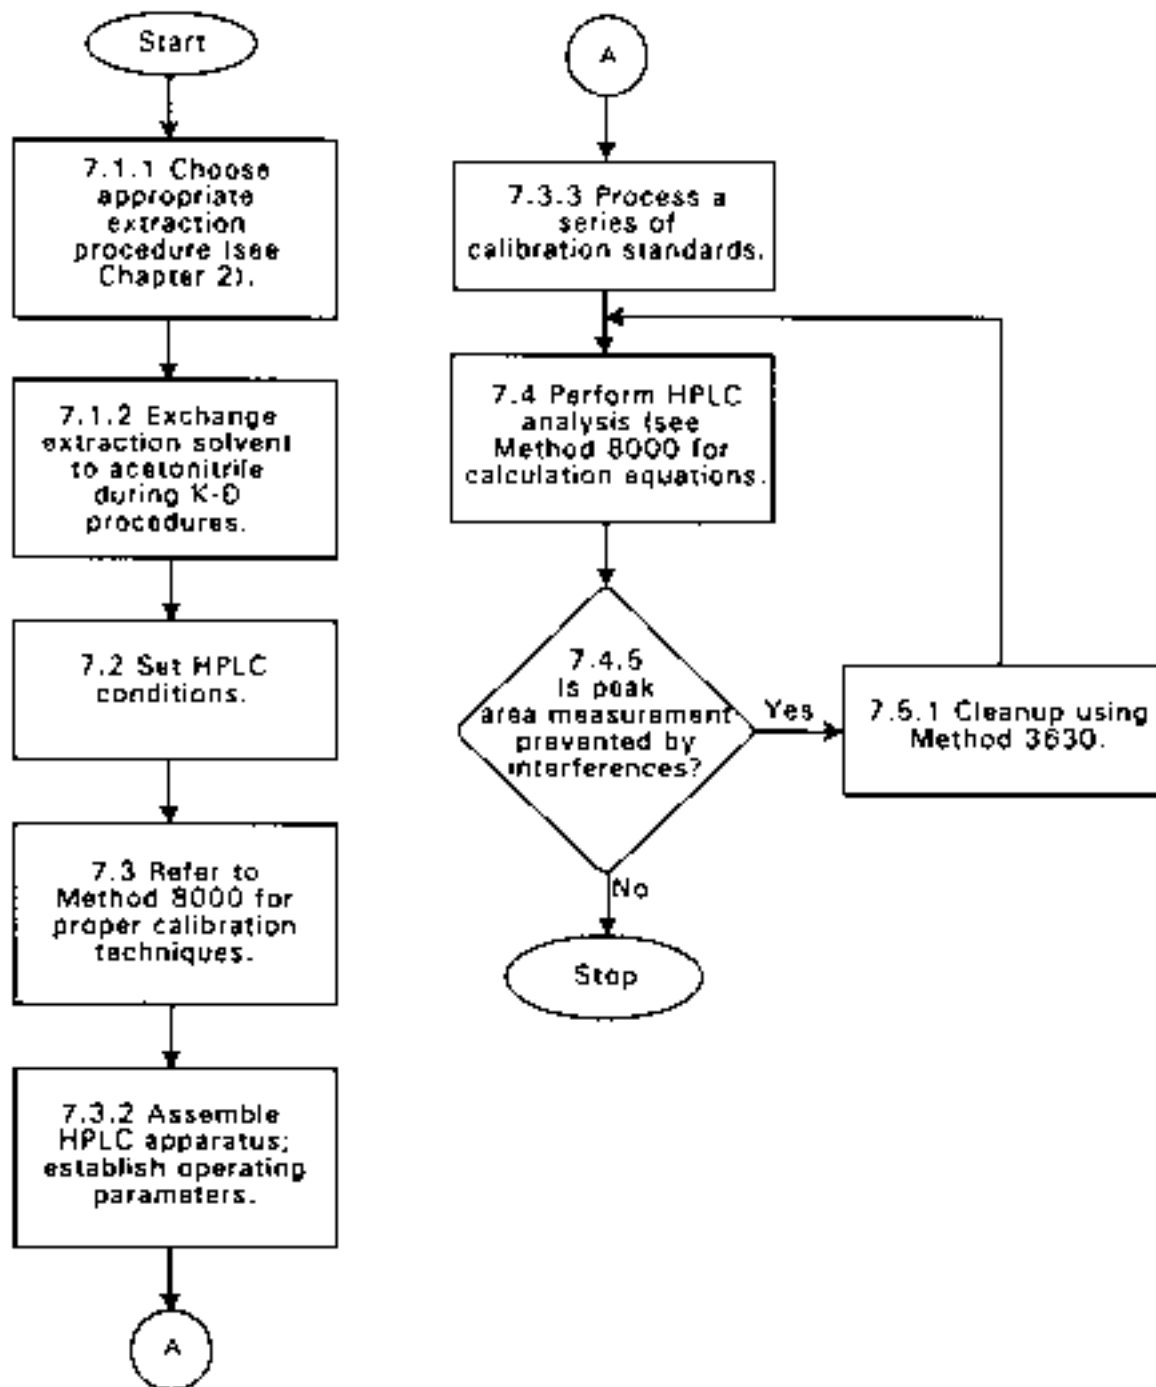 Start
7.1.1 Choose
appropriate
extraction
procedure (see
Chapter 2).
7.1.2 Exchange
extraction solvent
to acetonitrile
during K-D
procedures.
7.2 Set HPLC
conditions.
7.3 Refer to
Method 8000 for
proper calibration
techniques.
7.3.2 Assemble
HPLC apparatus;
establish operating
parameters.
A
A
7.3.3 Process a
series of
calibration standards.
7.4 Perform HPLC
analysis (see
Method 8000 for
calculation equations.
7.4.5
Is peak
area measurement
prevented by
interferences?
Yes
7.5.1 Cleanup using
Method 3630.
No
Stop